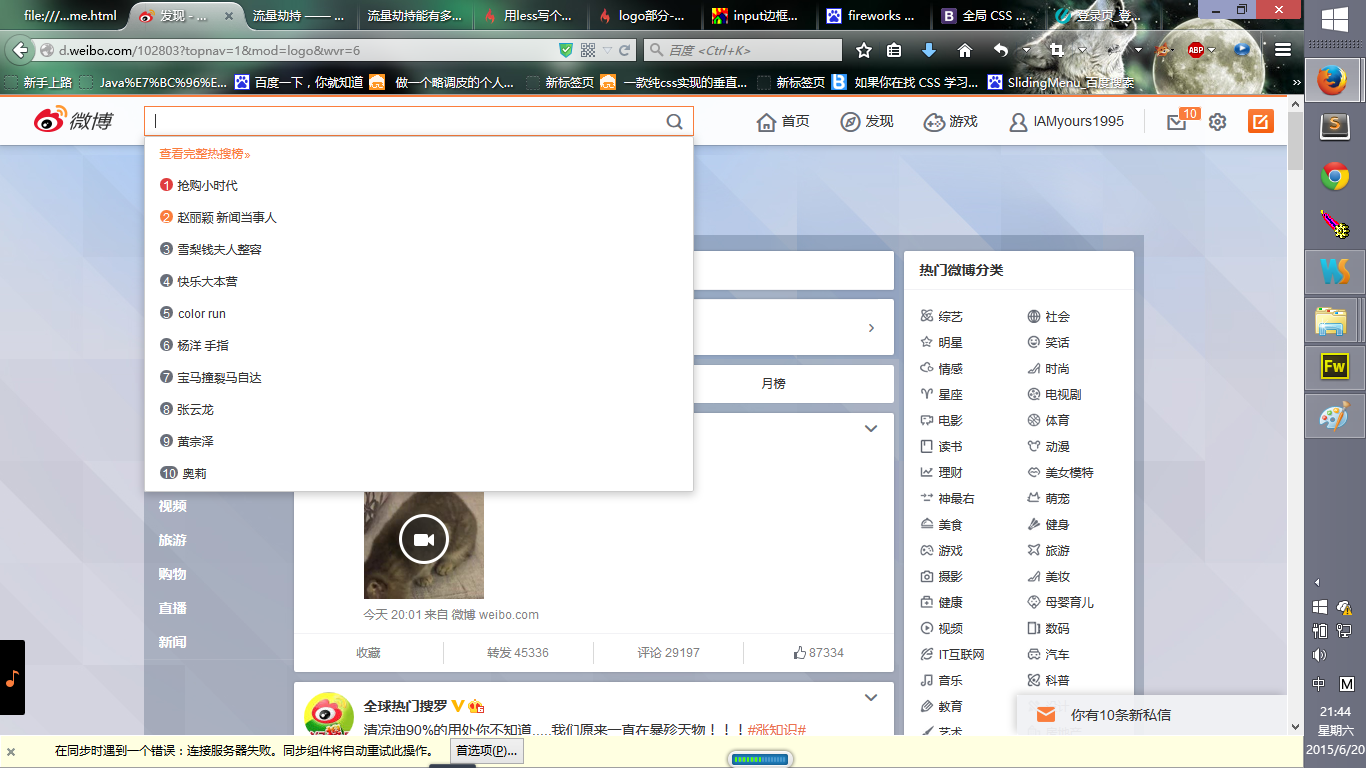 file:///...me.html
发现 - ...
流量劫持 —— ...
流量劫持能有多...
用less写个...
logo部分-...
input边框...
fireworks ...
全局 CSS ...
登录页_登...
d.weibo.com/102803?topnav=1&mod=logo&wvr=6
百度 <Ctrl+K>
ABP
新手上路
Java%E7%BC%96%E...
百度一下，你就知道
做一个略调皮的个人...
新标签页
一款纯css实现的垂直...
新标签页
如果你在找 CSS 学习...
SlidingMenu_百度搜索
»
微博
首页
发现
游戏
IAMyours1995
10
查看完整热搜榜»
1 抢购小时代
2 赵丽颖 新闻当事人
3 雪梨钱夫人整容
4 快乐大本营
5 color run
6 杨洋 手指
7 宝马撞裂马自达
8 张云龙
9 黄宗泽
10 奥莉
视频
旅游
购物
直播
新闻
月榜
今天 20:01 来自 微博 weibo.com
收藏
转发 45336
评论 29197
87334
全球热门搜罗
清凉油90%的用处你不知道.....我们原来一直在暴殄天物！！！#涨知识#
热门微博分类
综艺
社会
明星
笑话
情感
时尚
星座
电视剧
电影
体育
读书
动漫
理财
美女模特
神最右
萌宠
美食
健身
游戏
旅游
摄影
美妆
健康
母婴育儿
视频
数码
IT互联网
汽车
音乐
科普
教育
艺术
你有10条新私信
在同步时遇到一个错误：连接服务器失败。同步组件将自动重试此操作。
首选项(P)...
S
WS
Fw
中
M
21:44
星期六
2015/6/20